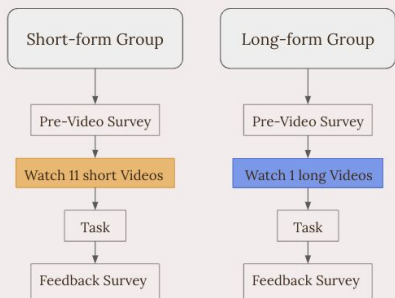 Short-form Group
Pre-Video Survey
Watch 11 short Videos
Task
Feedback Survey
Long-form Group
Pre-Video Survey
Watch 1 long Videos
Task
Feedback Survey